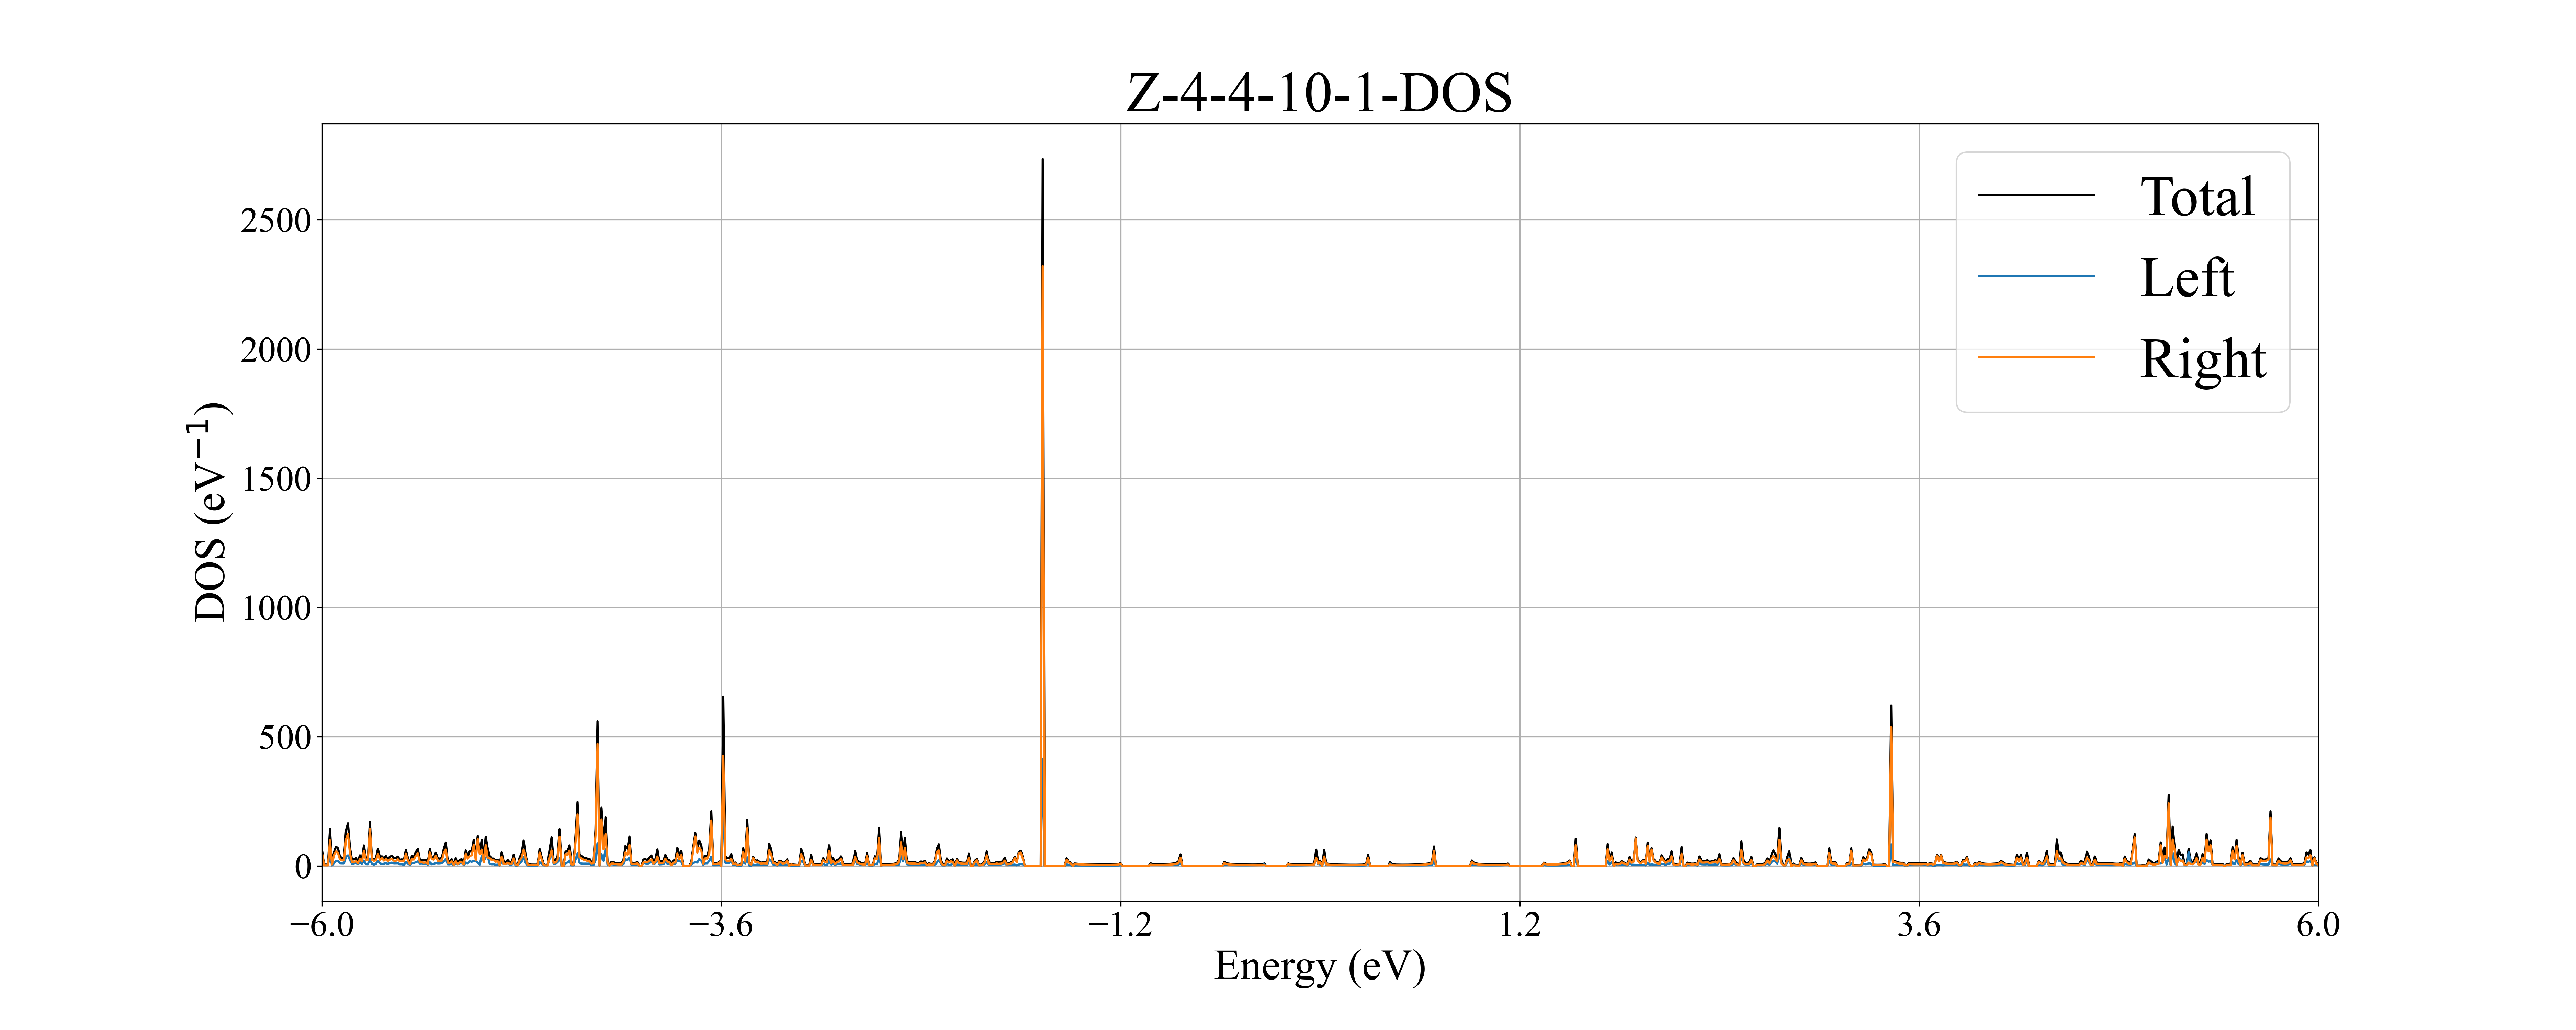 Z-4-4-10-1-DOS
Total
Left
Right
2500
2000
1500
1000
500
0
DOS (eV⁻¹)
−6.0 −3.6 −1.2 1.2 3.6 6.0
Energy (eV)